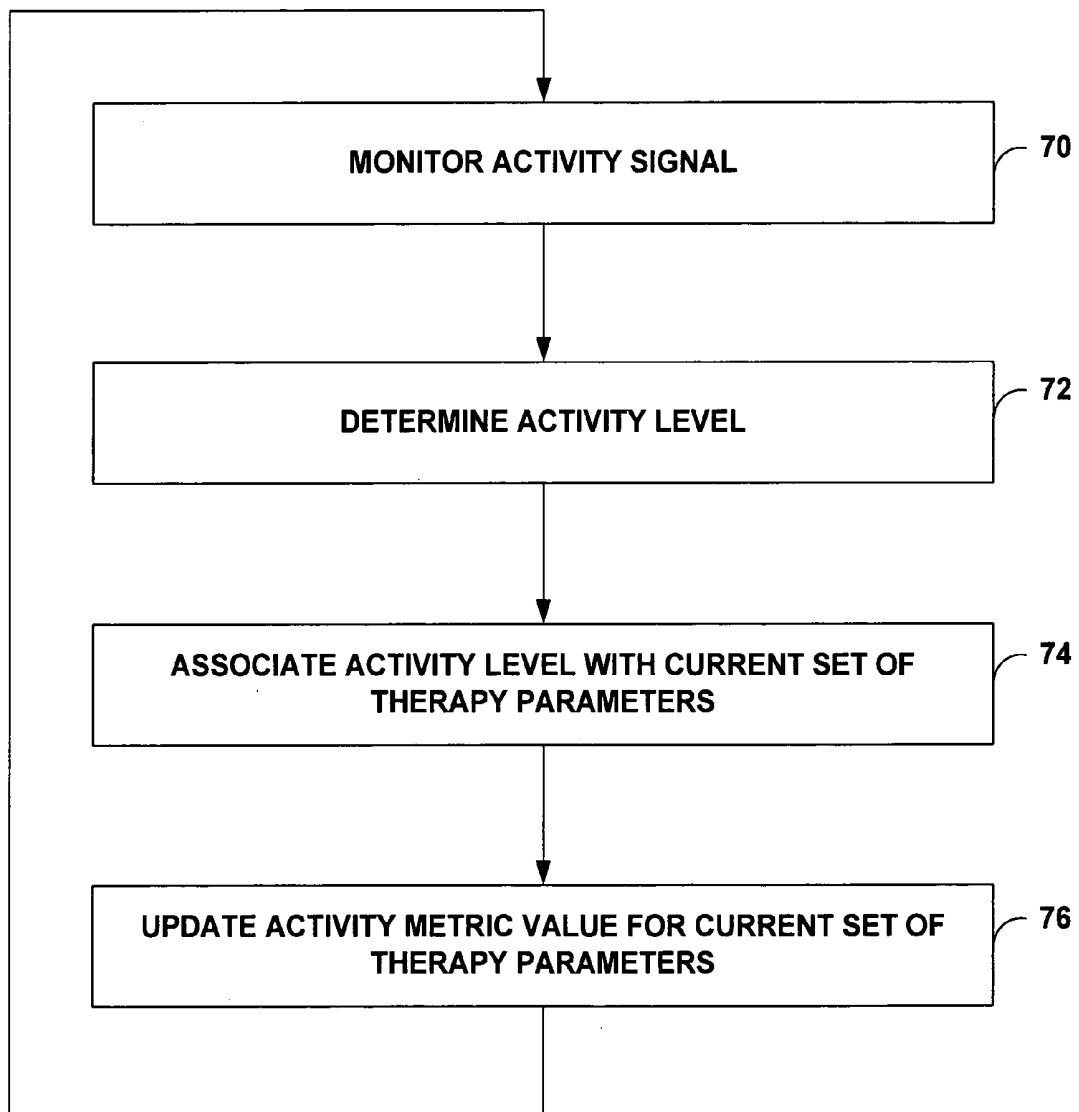 MONITOR ACTIVITY SIGNAL
70
DETERMINE ACTIVITY LEVEL
72
ASSOCIATE ACTIVITY LEVEL WITH CURRENT SET OF
THERAPY PARAMETERS
74
UPDATE ACTIVITY METRIC VALUE FOR CURRENT SET OF
THERAPY PARAMETERS
76